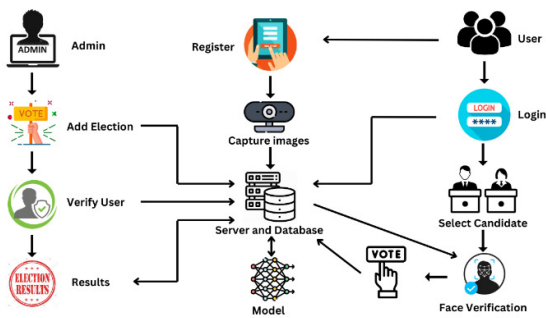 ADMIN
Admin
Register
User
VOTE
Add Election
Capture images
LOGIN
****
Login
Verify User
Server and Database
Select Candidate
ELECTION
RESULTS
Results
Model
VOTE
Face Verification